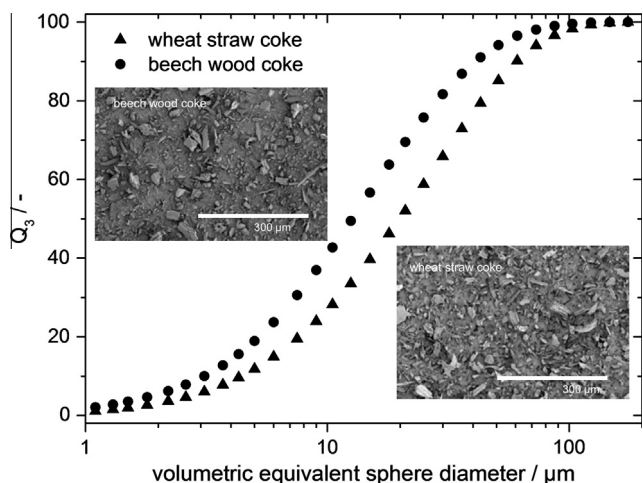 100
80
60
40
20
0
Q3 / -
wheat straw coke
beech wood coke
beech wood coke
300 µm
wheat straw coke
300 µm
1
10
100
volumetric equivalent sphere diameter / µm